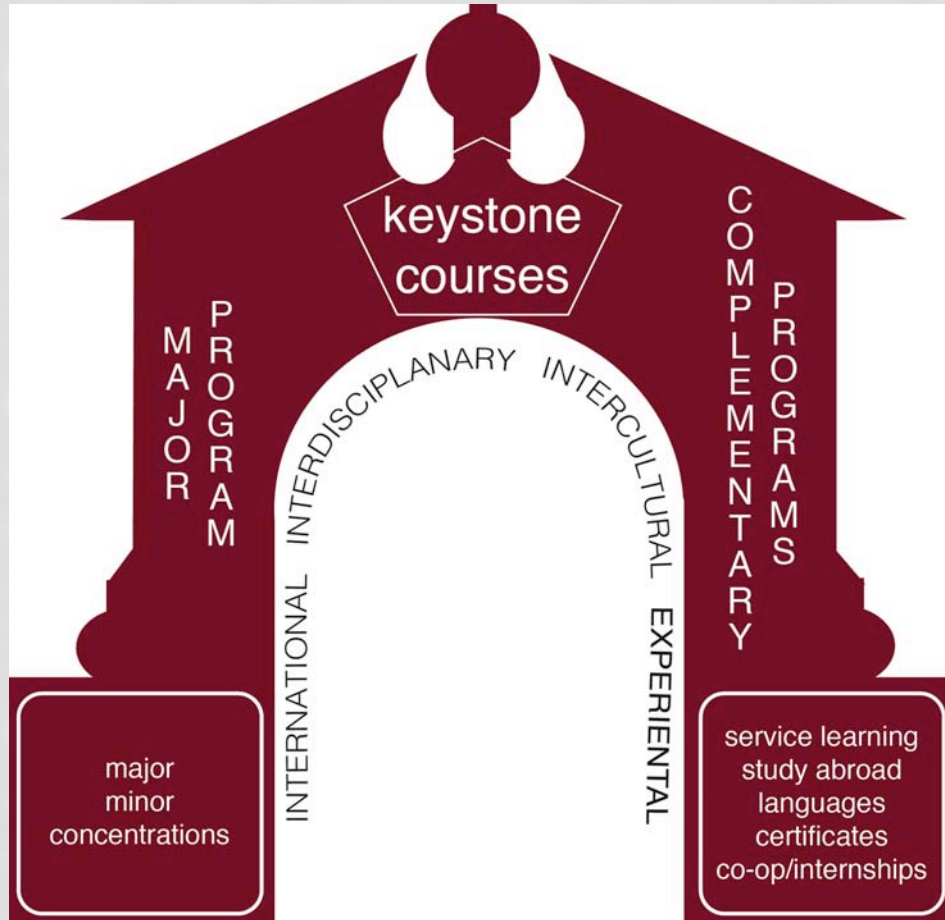 keystone
courses
MAJOR
PROGRAM
COMPLEMENTARY
PROGRAMS
INTERNATIONAL INTERDISCIPLANARY INTERCULTURAL EXPERIENTAL
major
minor
concentrations
service learning
study abroad
languages
certificates
co-op/internships